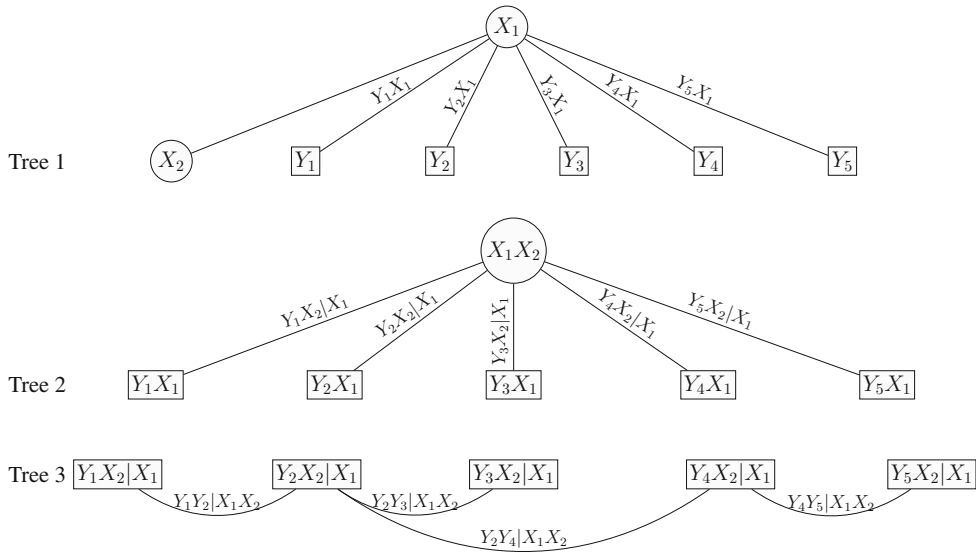 X₁
Y₁X₁
Y₂X₁
Y₃X₁
Y₄X₁
Y₅X₁
Tree 1
X₂
Y₁
Y₂
Y₃
Y₄
Y₅
X₁X₂
Y₁X₂|X₁
Y₂X₂|X₁
Y₃X₂|X₁
Y₄X₂|X₁
Y₅X₂|X₁
Tree 2
Y₁X₁
Y₂X₁
Y₃X₁
Y₄X₁
Y₅X₁
Tree 3
Y₁X₂|X₁
Y₂X₂|X₁
Y₃X₂|X₁
Y₄X₂|X₁
Y₅X₂|X₁
Y₁Y₂|X₁X₂
Y₂Y₃|X₁X₂
Y₄Y₅|X₁X₂
Y₂Y₄|X₁X₂